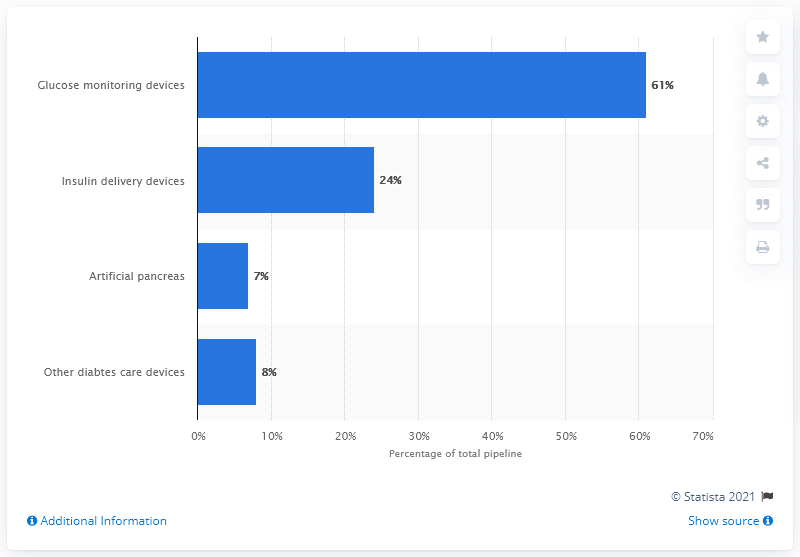 Glucose monitoring devices 61%
Insulin delivery devices 24%
Artificial pancreas 7%
Other diabtes care devices 8%
0% 10% 20% 30% 40% 50% 60% 70%
Percentage of total pipeline
© Statista 2021
Additional Information Show source